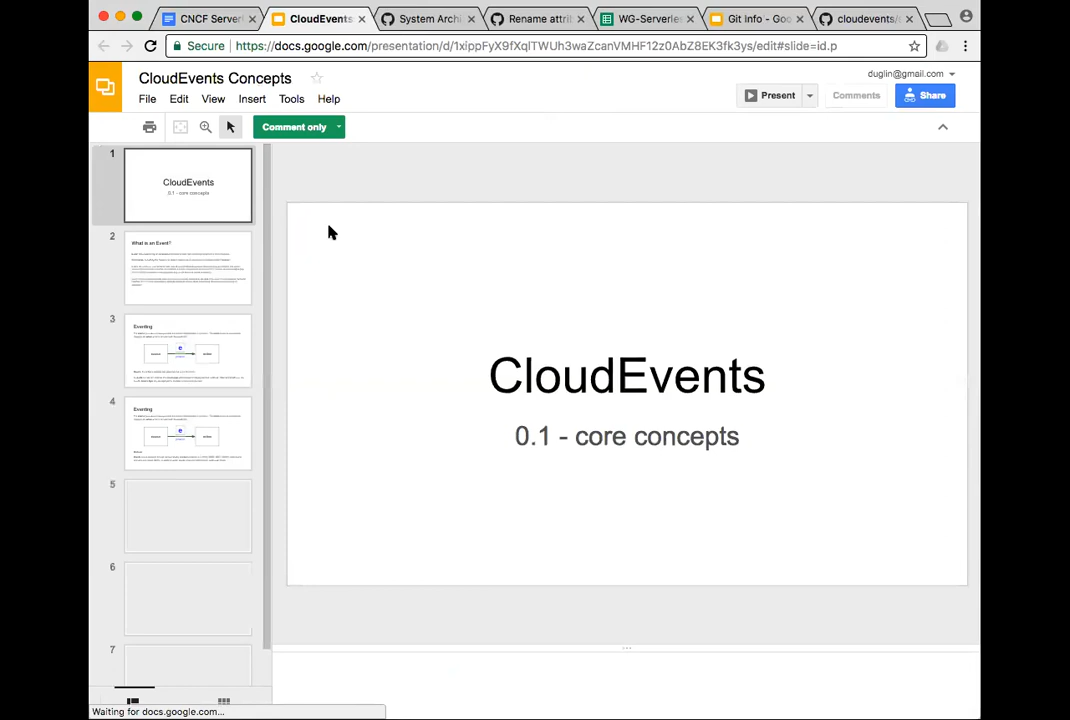 CNCF Server
CloudEvents
System Archi
Rename attri
WG-Serverles
Git Info - Goo
cloudevents/
Secure
https://docs.google.com/presentation/d/1xippFyX9fXqlTWUh3waZcanVMHF12z0AbZ8EK3fk3ys/edit#slide=id.p
CloudEvents Concepts
duglin@gmail.com
File Edit View Insert Tools Help
Present
Comments
Share
Comment only
1
CloudEvents
0.1 - core concepts
2
What is an Event?
3
Eventing
e
4
Eventing
e
5
6
7
CloudEvents
0.1 - core concepts
Waiting for docs.google.com...